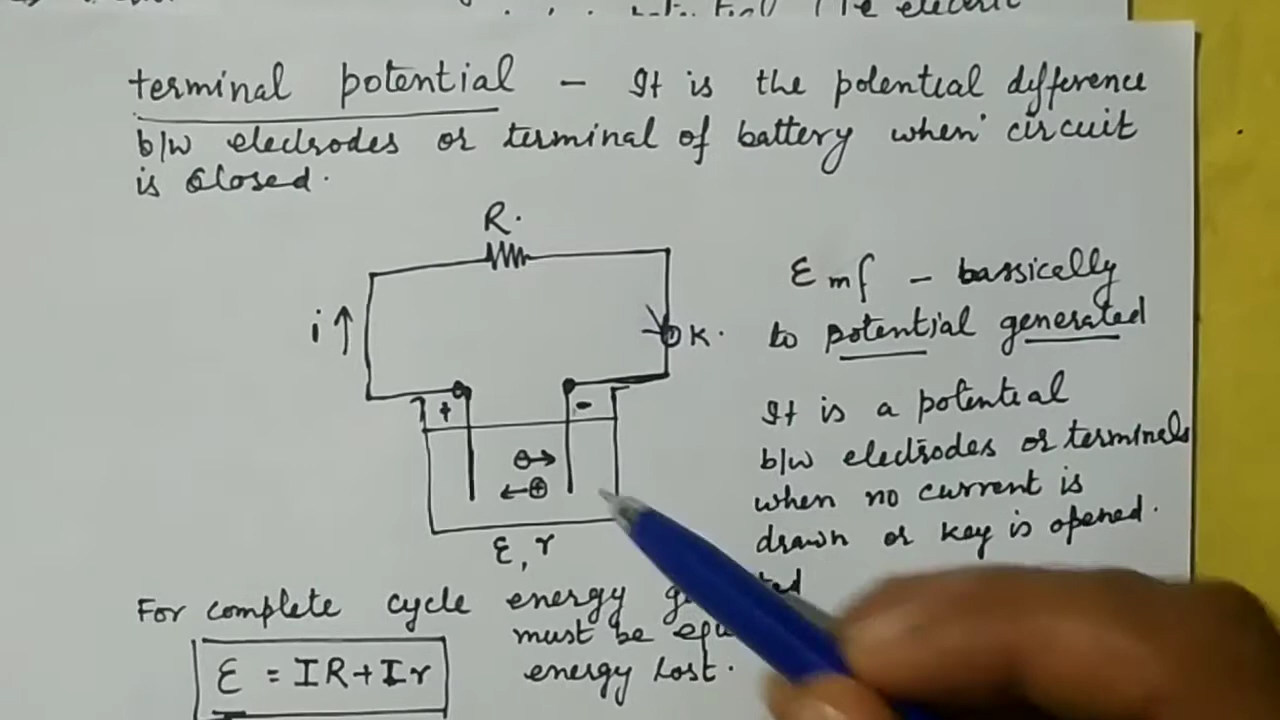 terminal potential - It is the potential difference
b/w electrodes or terminal of battery when circuit
is closed.
R.
i
K.
+
-
ε, r
Emf - bassically
to potential generated
It is a potential
b/w electrodes or terminals
when no current is
drawn or key is opened.
For complete cycle energy
must be
energy lost.
ε = IR + Ir